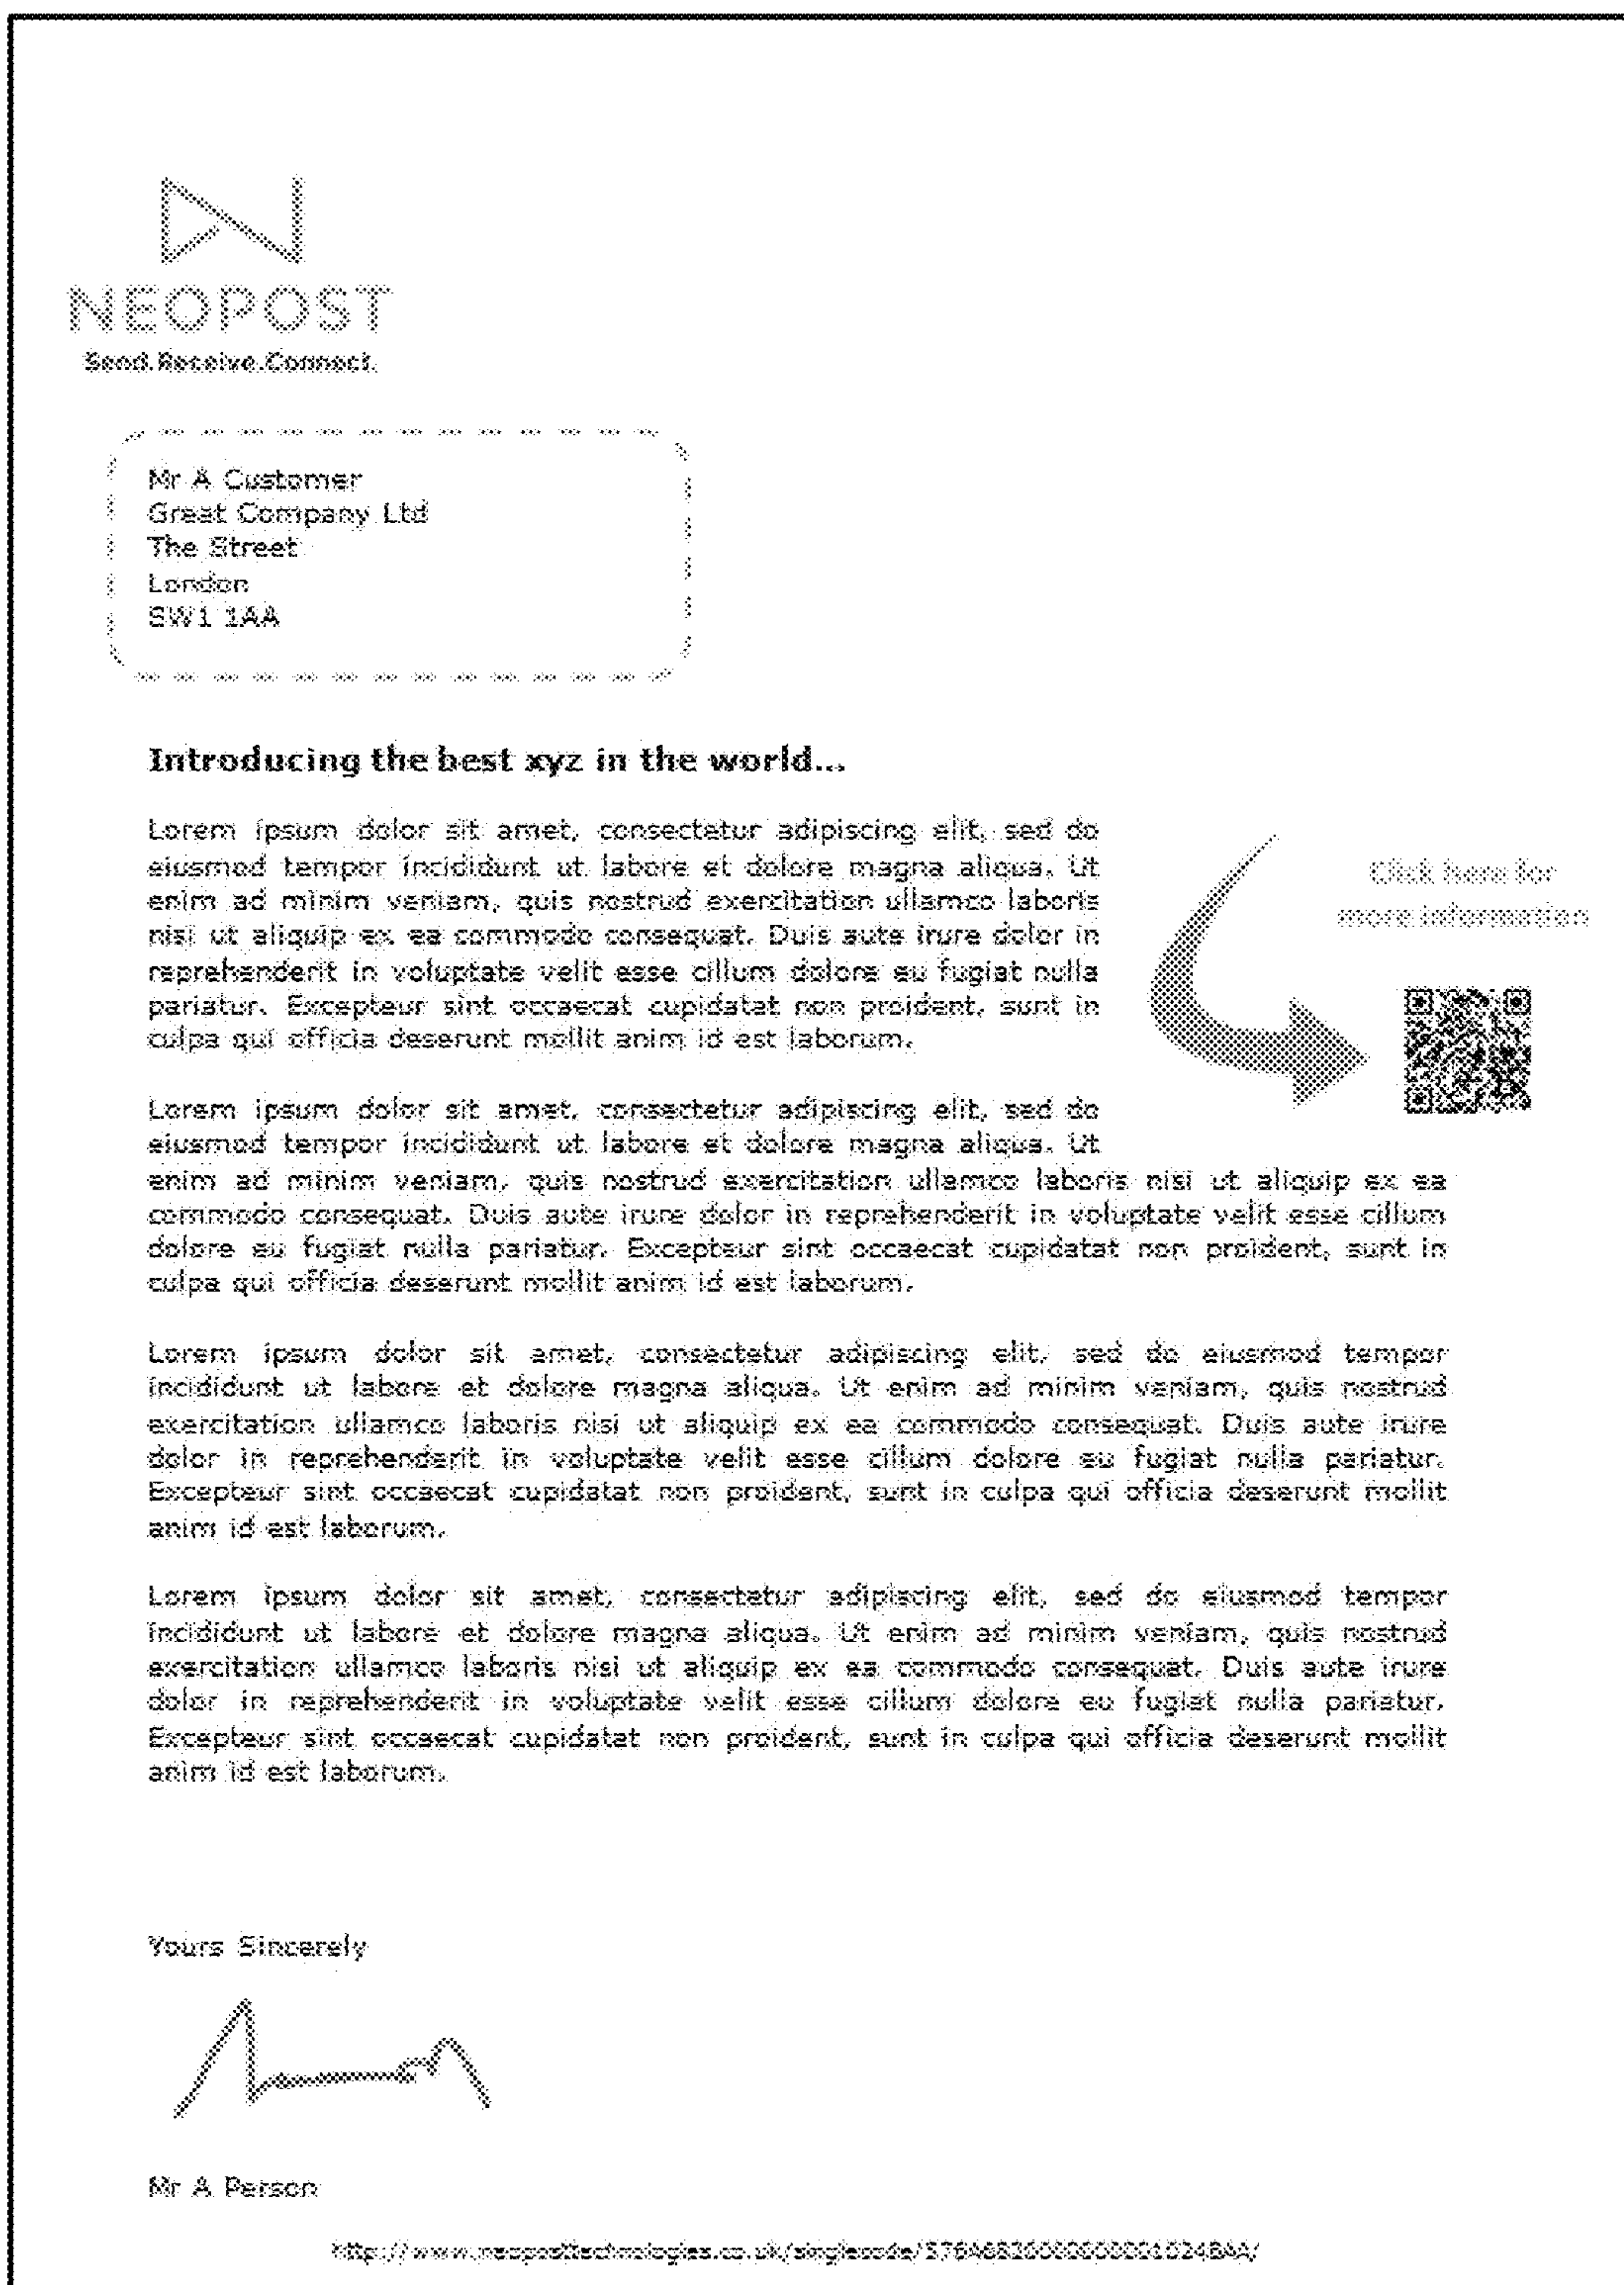 NEOPOST
Send.Receive.Connect.
Mr A Customer
Great Company Ltd
The Street
London
SW1 1AA
Introducing the best xyz in the world...
Lorem ipsum dolor sit amet, consectetur adipiscing elit, sed do
eiusmod tempor incididunt ut labore et dolore magna aliqua. Ut
enim ad minim veniam, quis nostrud exercitation ullamco laboris
nisi ut aliquip ex ea commodo consequat. Duis aute irure dolor in
reprehenderit in voluptate velit esse cillum dolore eu fugiat nulla
pariatur. Excepteur sint occaecat cupidatat non proident, sunt in
culpa qui officia deserunt mollit anim id est laborum.
Click here for
more information
Lorem ipsum dolor sit amet, consectetur adipiscing elit, sed do
eiusmod tempor incididunt ut labore et dolore magna aliqua. Ut
enim ad minim veniam, quis nostrud exercitation ullamco laboris nisi ut aliquip ex ea
commodo consequat. Duis aute irure dolor in reprehenderit in voluptate velit esse cillum
dolore eu fugiat nulla pariatur. Excepteur sint occaecat cupidatat non proident, sunt in
culpa qui officia deserunt mollit anim id est laborum.
Lorem ipsum dolor sit amet, consectetur adipiscing elit, sed do eiusmod tempor
incididunt ut labore et dolore magna aliqua. Ut enim ad minim veniam, quis nostrud
exercitation ullamco laboris nisi ut aliquip ex ea commodo consequat. Duis aute irure
dolor in reprehenderit in voluptate velit esse cillum dolore eu fugiat nulla pariatur.
Excepteur sint occaecat cupidatat non proident, sunt in culpa qui officia deserunt mollit
anim id est laborum.
Lorem ipsum dolor sit amet, consectetur adipiscing elit, sed do eiusmod tempor
incididunt ut labore et dolore magna aliqua. Ut enim ad minim veniam, quis nostrud
exercitation ullamco laboris nisi ut aliquip ex ea commodo consequat. Duis aute irure
dolor in reprehenderit in voluptate velit esse cillum dolore eu fugiat nulla pariatur.
Excepteur sint occaecat cupidatat non proident, sunt in culpa qui officia deserunt mollit
anim id est laborum.
Yours Sincerely
Mr A Person